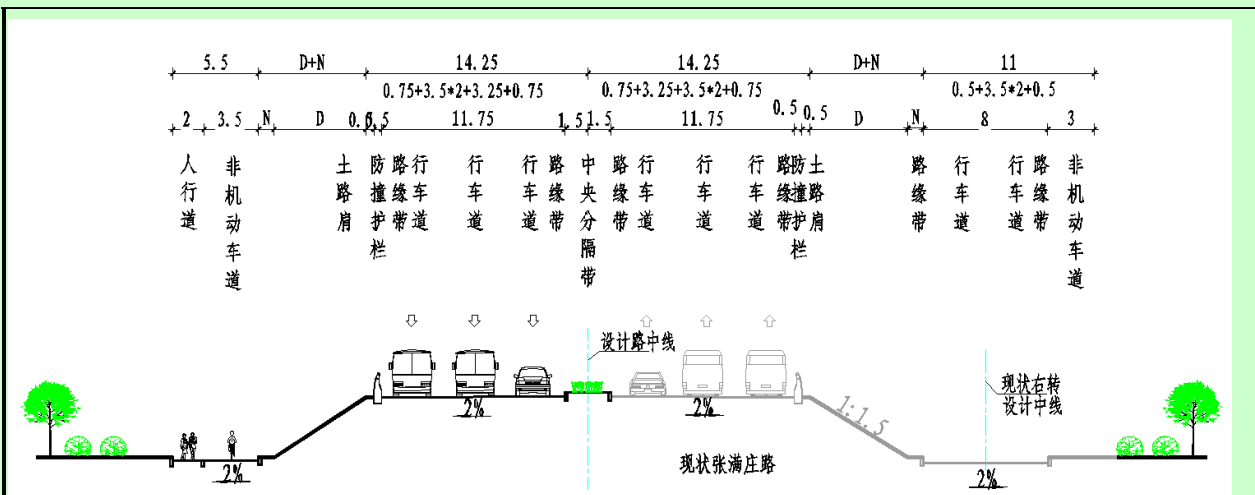 5.5 D+N 14.25 14.25 D+N 11
0.75+3.5*2+3.25+0.75 0.75+3.25+3.5*2+0.75 0.5+3.5*2+0.5
2 3.5 N D 11.75 1.5 1.5 11.75 0.5 0.5 D N 8 3
人行道
非机动车道
土路肩
防撞护栏
路缘带
行车道
行车道
行车道
路缘带
中央分隔带
路缘带
行车道
行车道
行车道
路缘带
防撞护栏
土路肩
路缘带
行车道
行车道
路缘带
非机动车道
设计路中线
现状右转
设计中线
1:1.5
2%
2%
2%
2%
现状张满庄路